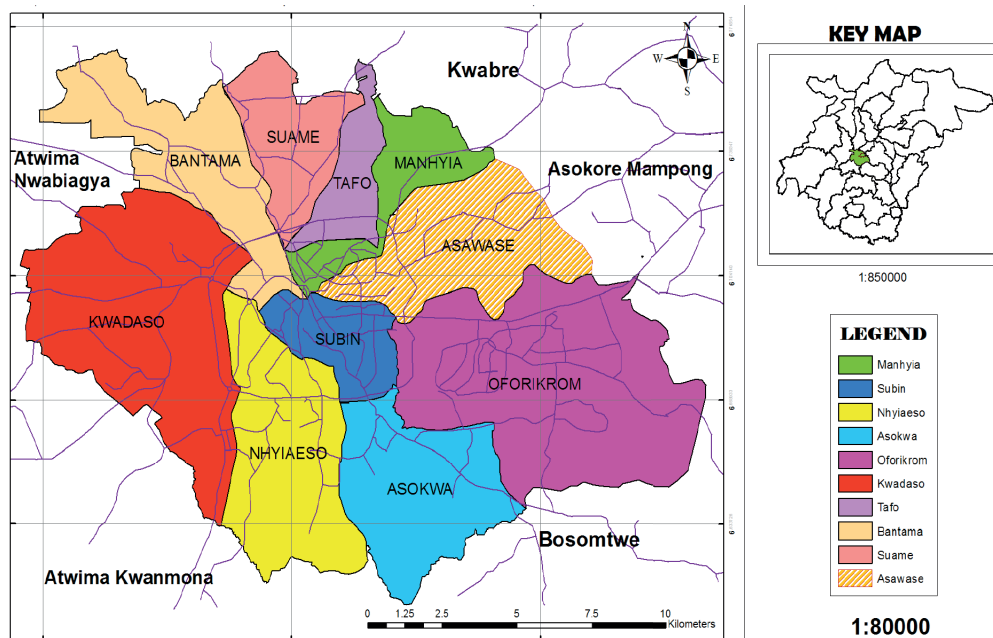 KEY MAP
N
W E
S
Kwabre
SUAME
Atwima
Nwabiagya
BANTAMA
MANHYIA
Asokore Mampong
TAFO
ASAWASE
1:850000
KWADASO
SUBIN
OFORIKROM
NHYIAESO
ASOKWA
Bosomtwe
Atwima Kwanmona
0 1.25 2.5 5 7.5 10
Kilometers
LEGEND
Manhyia
Subin
Nhyiaeso
Asokwa
Oforikrom
Kwadaso
Tafo
Bantama
Suame
Asawase
1:80000